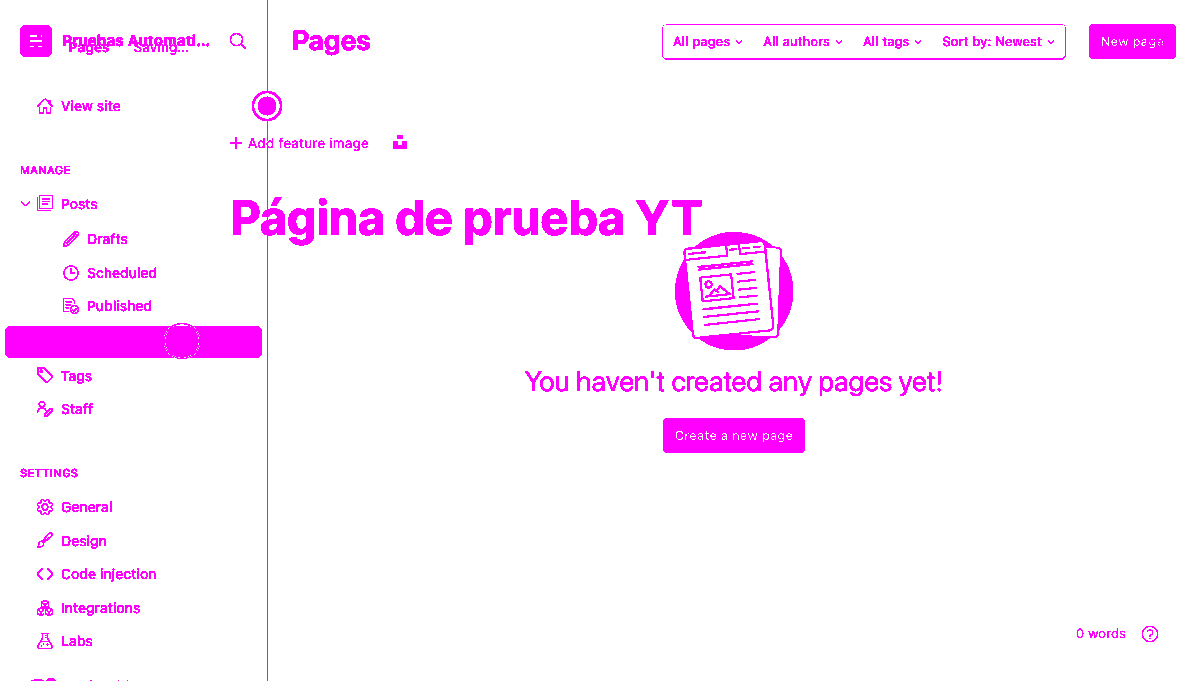 Pruebas Automati...
Pages Saving...
Pages
All pages All authors All tags Sort by: Newest
New page
View site
Add feature image
MANAGE
Posts
Página de prueba YT
Drafts
Scheduled
Published
Tags
You haven't created any pages yet!
Staff
Create a new page
SETTINGS
General
Design
Code injection
Integrations
0 words
Labs